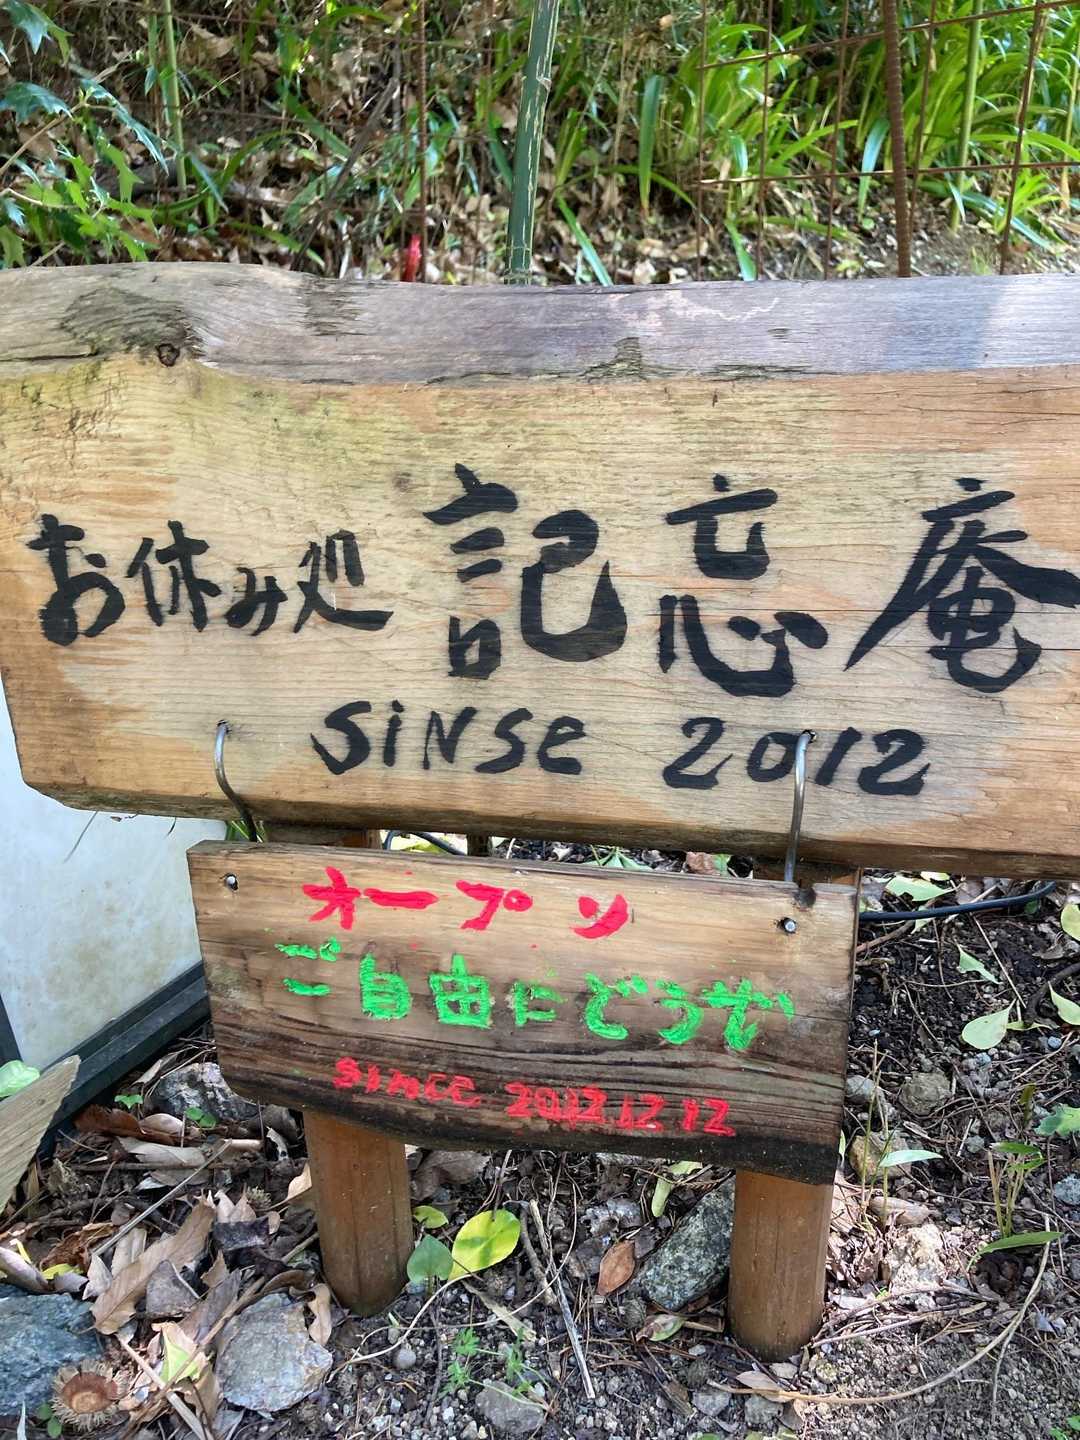 お休み処 記忘庵
SiNSe 2012
オープン
ご自由にどうぞ
SINCE 2012.12.12